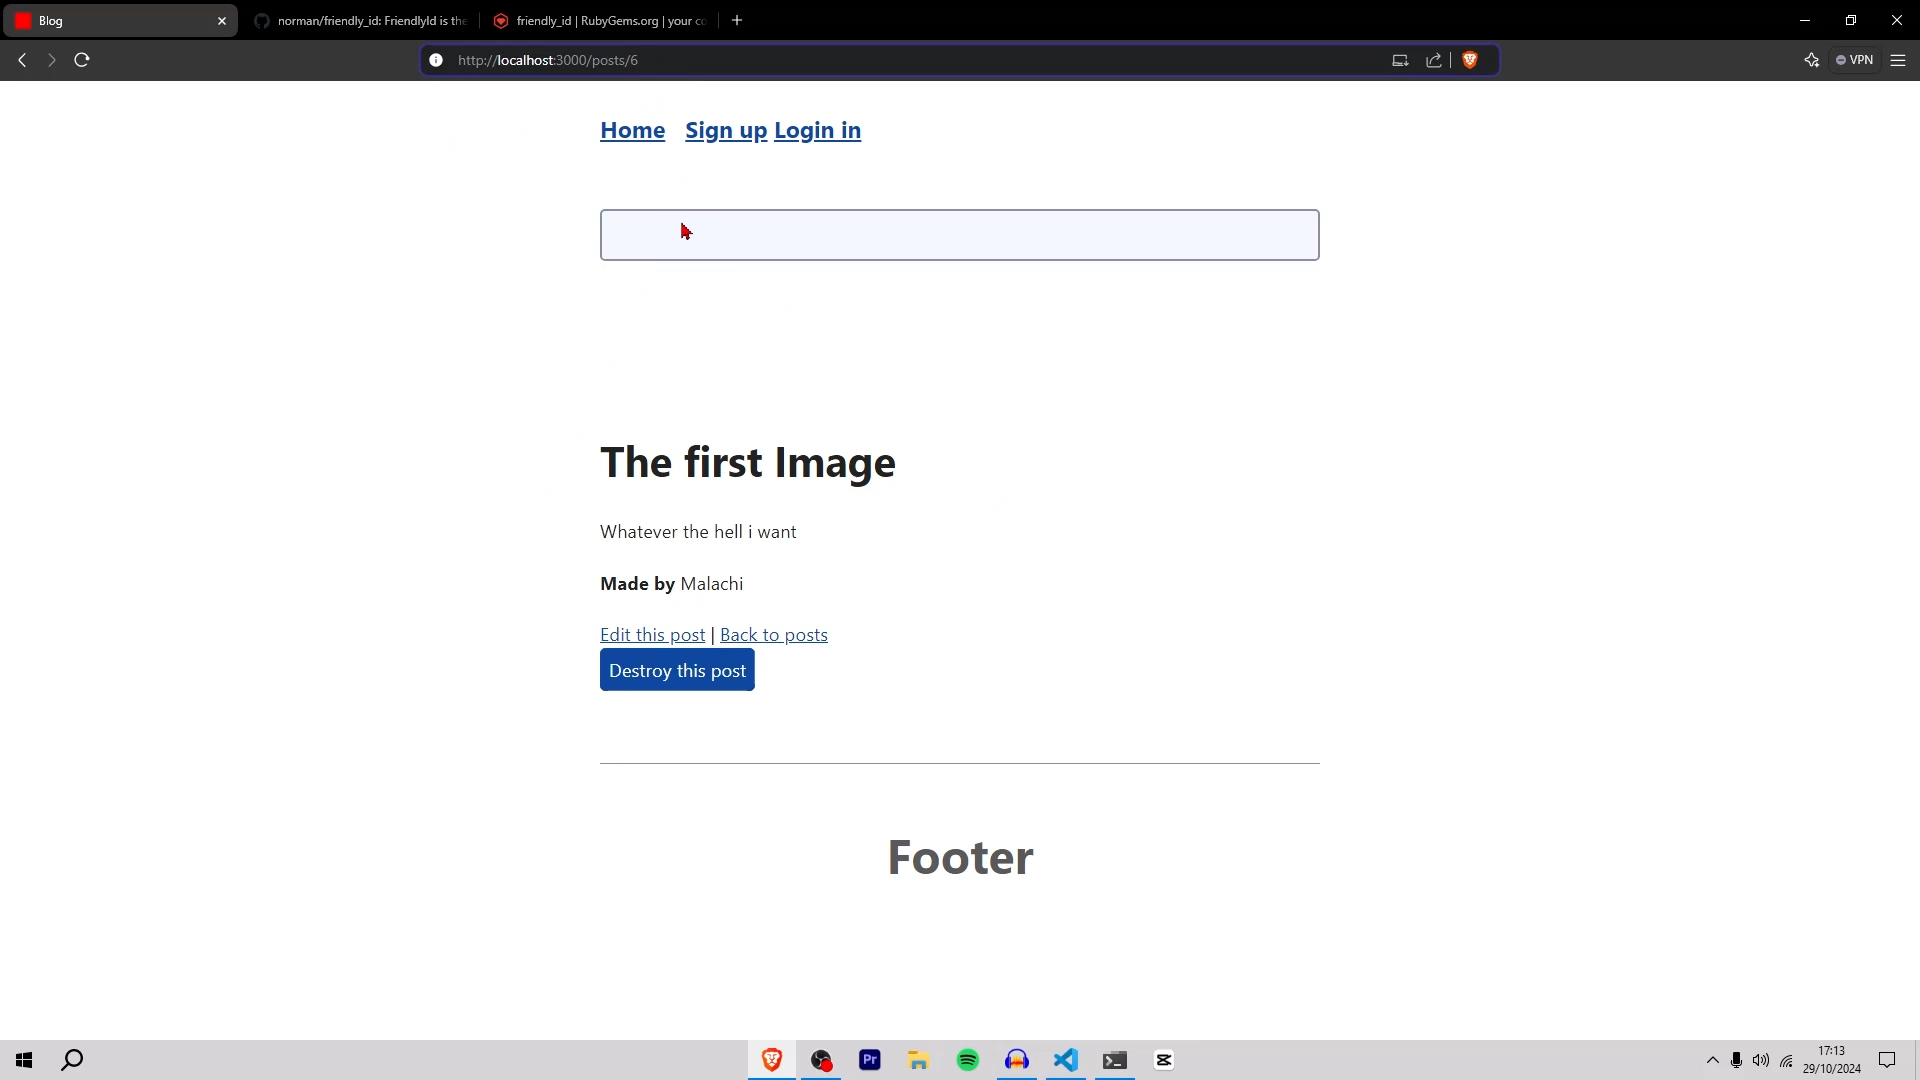 Blog
norman/friendly_id: FriendlyId is the
friendly_id | RubyGems.org | your co
http://localhost:3000/posts/6
VPN
Home Sign up Login in
The first Image
Whatever the hell i want
Made by Malachi
Edit this post | Back to posts
Destroy this post
Footer
Pr
17:13
29/10/2024